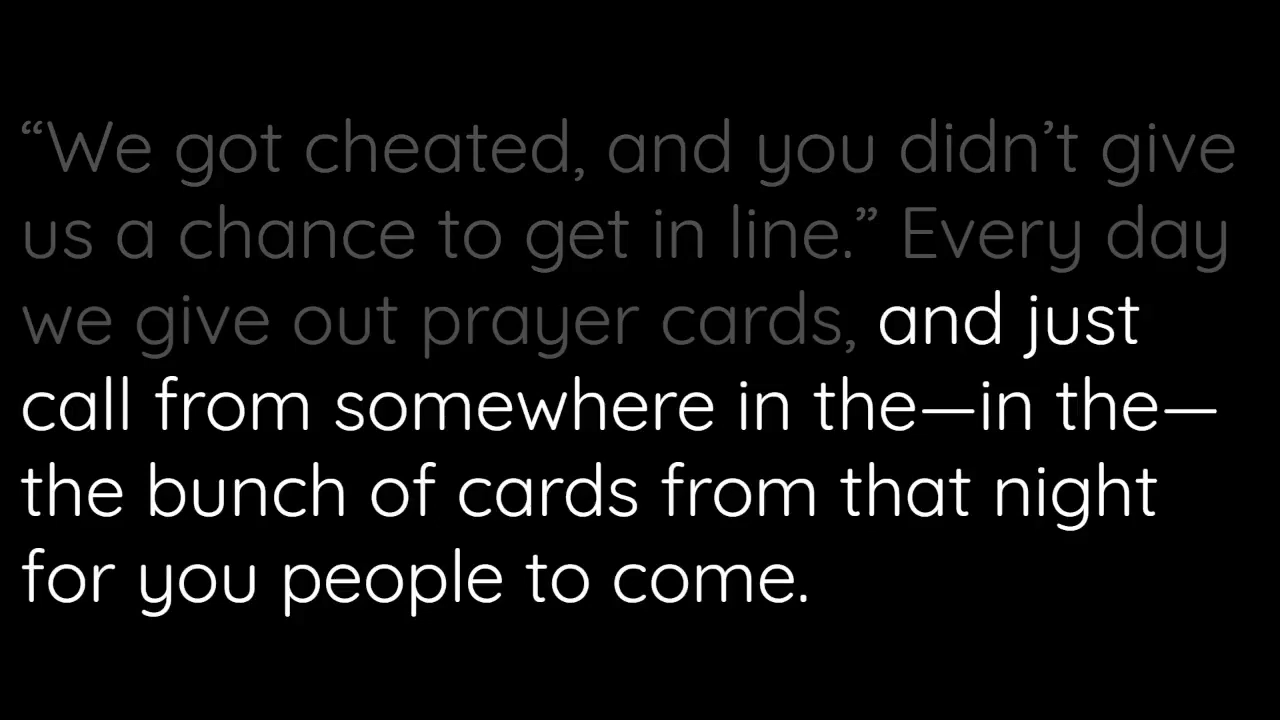 “We got cheated, and you didn’t give
us a chance to get in line.” Every day
we give out prayer cards, and just
call from somewhere in the—in the—
the bunch of cards from that night
for you people to come.